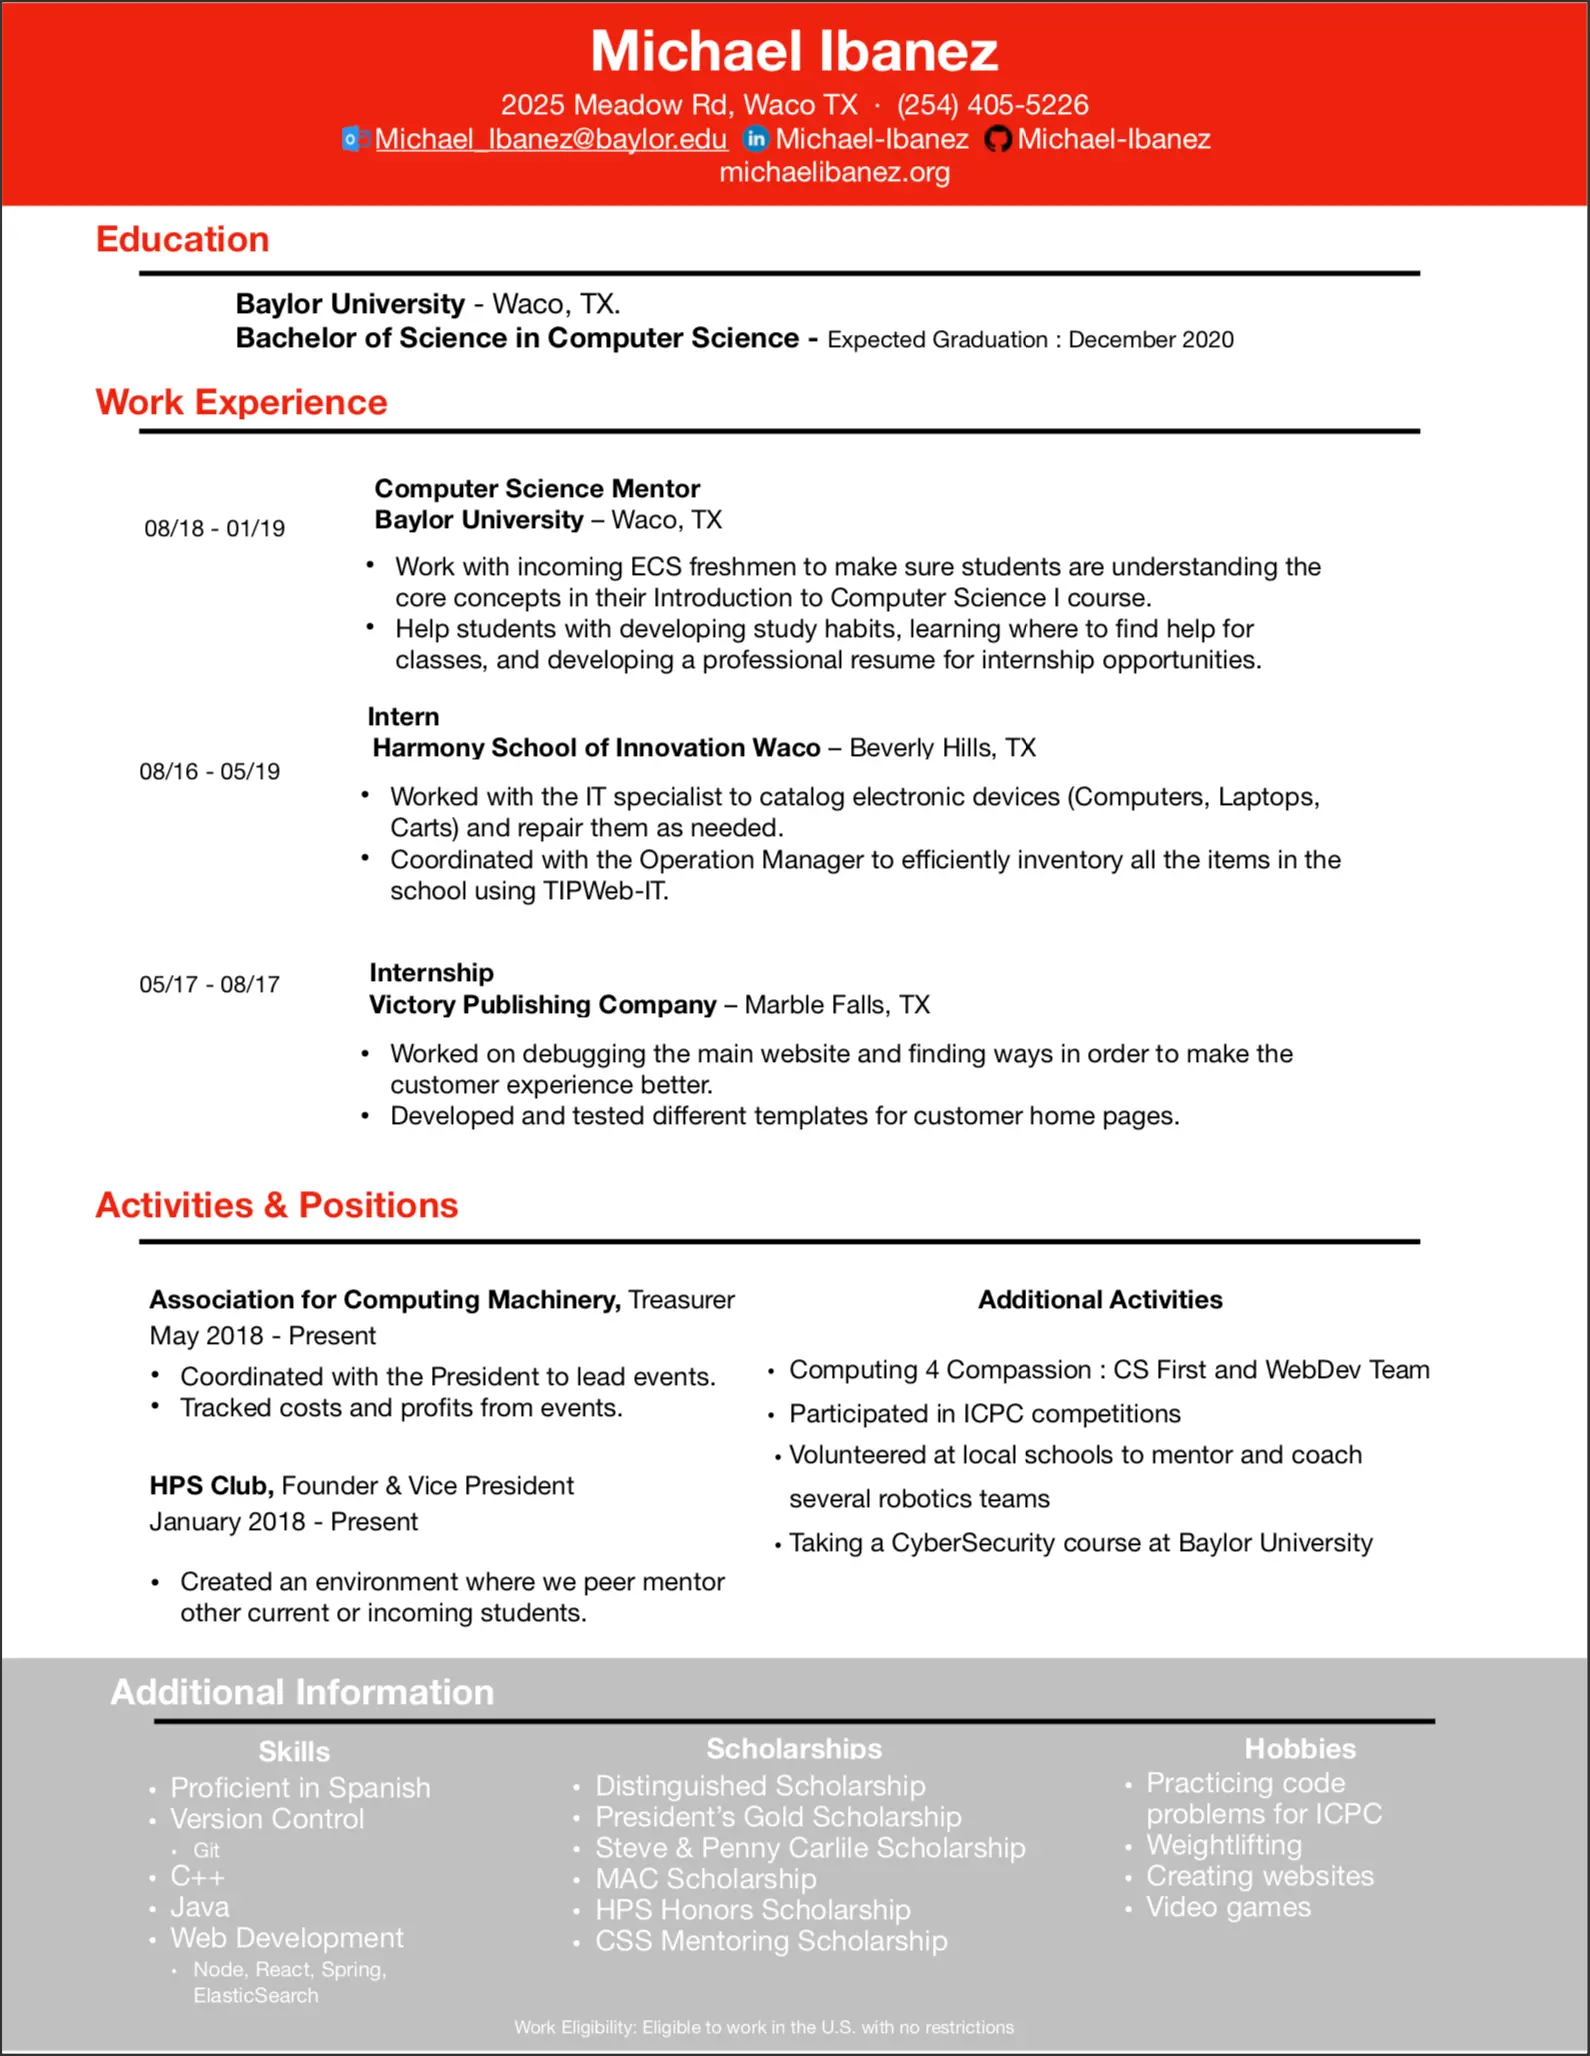 Michael Ibanez
2025 Meadow Rd, Waco TX · (254) 405-5226
Michael_Ibanez@baylor.edu Michael-Ibanez Michael-Ibanez
michaelibanez.org
Education
Baylor University - Waco, TX.
Bachelor of Science in Computer Science - Expected Graduation : December 2020
Work Experience
08/18 - 01/19
Computer Science Mentor
Baylor University – Waco, TX
• Work with incoming ECS freshmen to make sure students are understanding the
core concepts in their Introduction to Computer Science I course.
• Help students with developing study habits, learning where to find help for
classes, and developing a professional resume for internship opportunities.
08/16 - 05/19
Intern
Harmony School of Innovation Waco – Beverly Hills, TX
• Worked with the IT specialist to catalog electronic devices (Computers, Laptops,
Carts) and repair them as needed.
• Coordinated with the Operation Manager to efficiently inventory all the items in the
school using TIPWeb-IT.
05/17 - 08/17
Internship
Victory Publishing Company – Marble Falls, TX
• Worked on debugging the main website and finding ways in order to make the
customer experience better.
• Developed and tested different templates for customer home pages.
Activities & Positions
Association for Computing Machinery, Treasurer
May 2018 - Present
• Coordinated with the President to lead events.
• Tracked costs and profits from events.
HPS Club, Founder & Vice President
January 2018 - Present
• Created an environment where we peer mentor
other current or incoming students.
Additional Activities
• Computing 4 Compassion : CS First and WebDev Team
• Participated in ICPC competitions
• Volunteered at local schools to mentor and coach
several robotics teams
• Taking a CyberSecurity course at Baylor University
Additional Information
Skills
• Proficient in Spanish
• Version Control
• Git
• C++
• Java
• Web Development
• Node, React, Spring,
ElasticSearch
Scholarships
• Distinguished Scholarship
• President’s Gold Scholarship
• Steve & Penny Carlile Scholarship
• MAC Scholarship
• HPS Honors Scholarship
• CSS Mentoring Scholarship
Hobbies
• Practicing code
problems for ICPC
• Weightlifting
• Creating websites
• Video games
Work Eligibility: Eligible to work in the U.S. with no restrictions